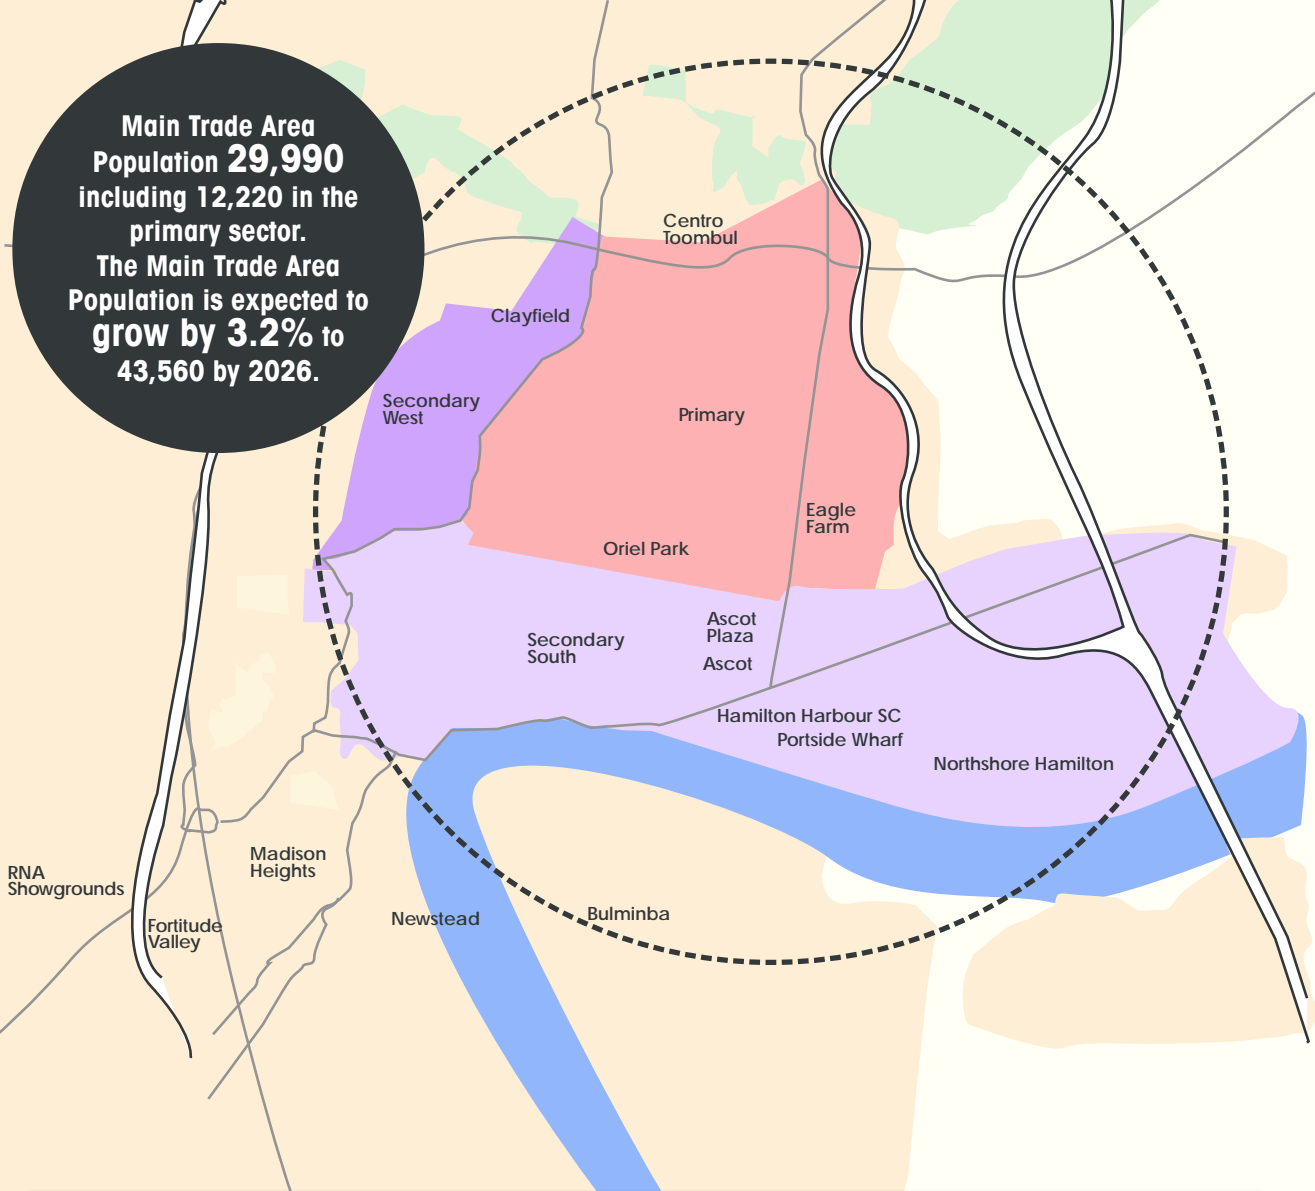 Main Trade Area
Population 29,990
including 12,220 in the
primary sector.
The Main Trade Area
Population is expected to
grow by 3.2% to
43,560 by 2026.
Centro
Toombul
Clayfield
Secondary
West
Primary
Eagle
Farm
Oriel Park
Ascot
Plaza
Secondary
South
Ascot
Hamilton Harbour SC
Portside Wharf
Northshore Hamilton
Madison
Heights
RNA
Showgrounds
Fortitude
Valley
Newstead
Bulminba